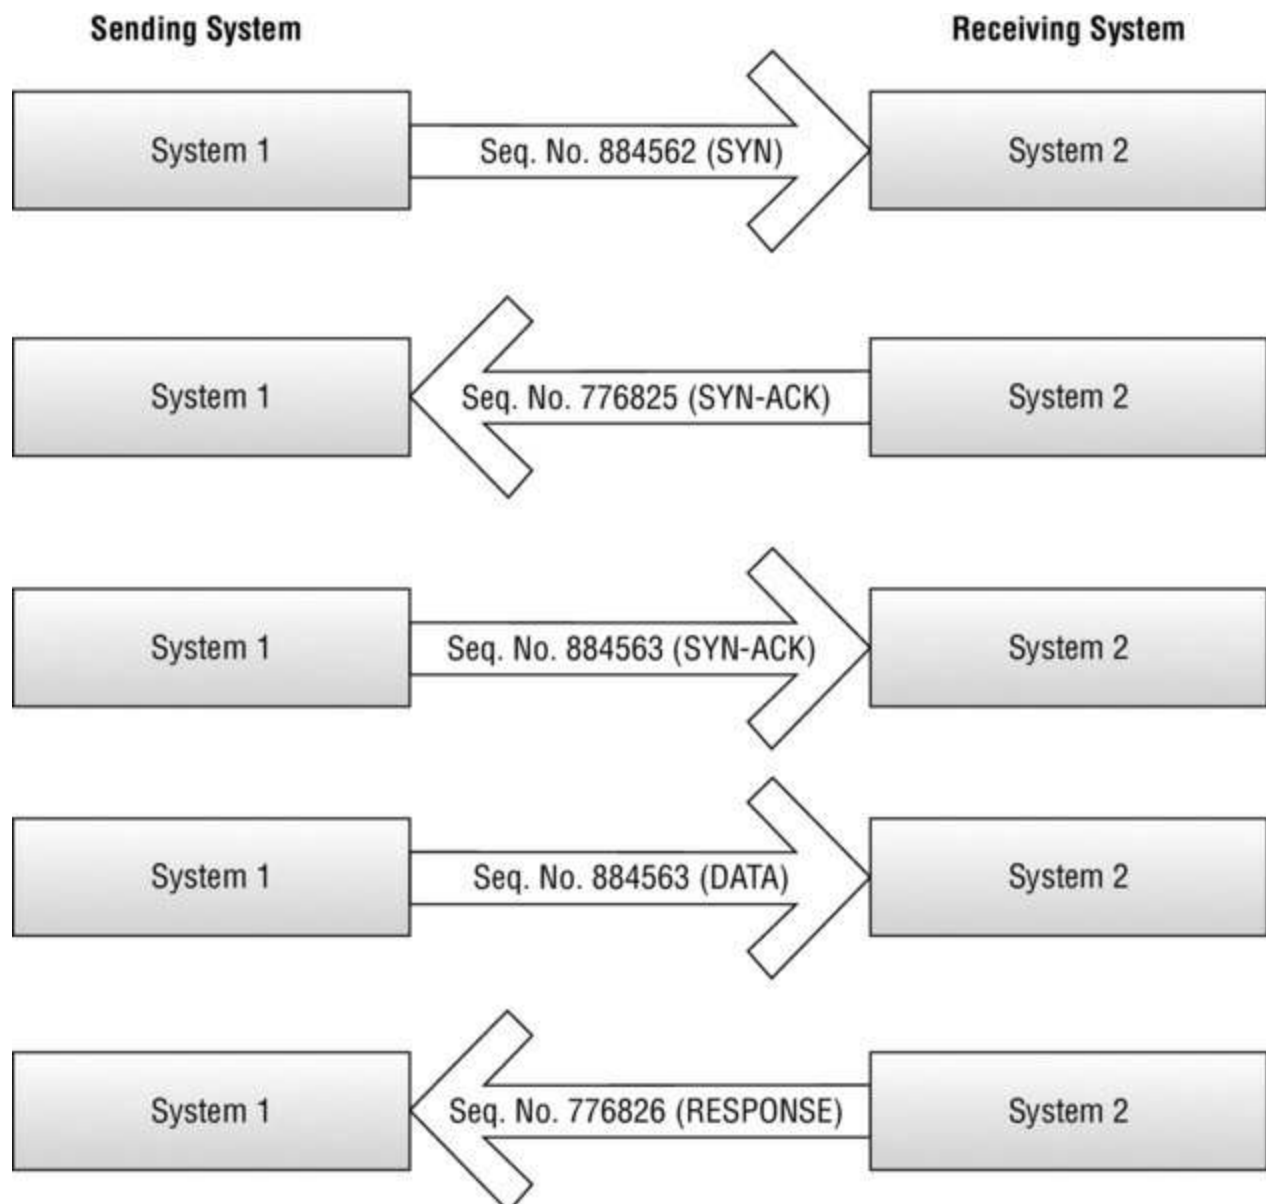 Sending System
Receiving System
System 1
Seq. No. 884562 (SYN)
System 2
System 1
Seq. No. 776825 (SYN-ACK)
System 2
System 1
Seq. No. 884563 (SYN-ACK)
System 2
System 1
Seq. No. 884563 (DATA)
System 2
System 1
Seq. No. 776826 (RESPONSE)
System 2